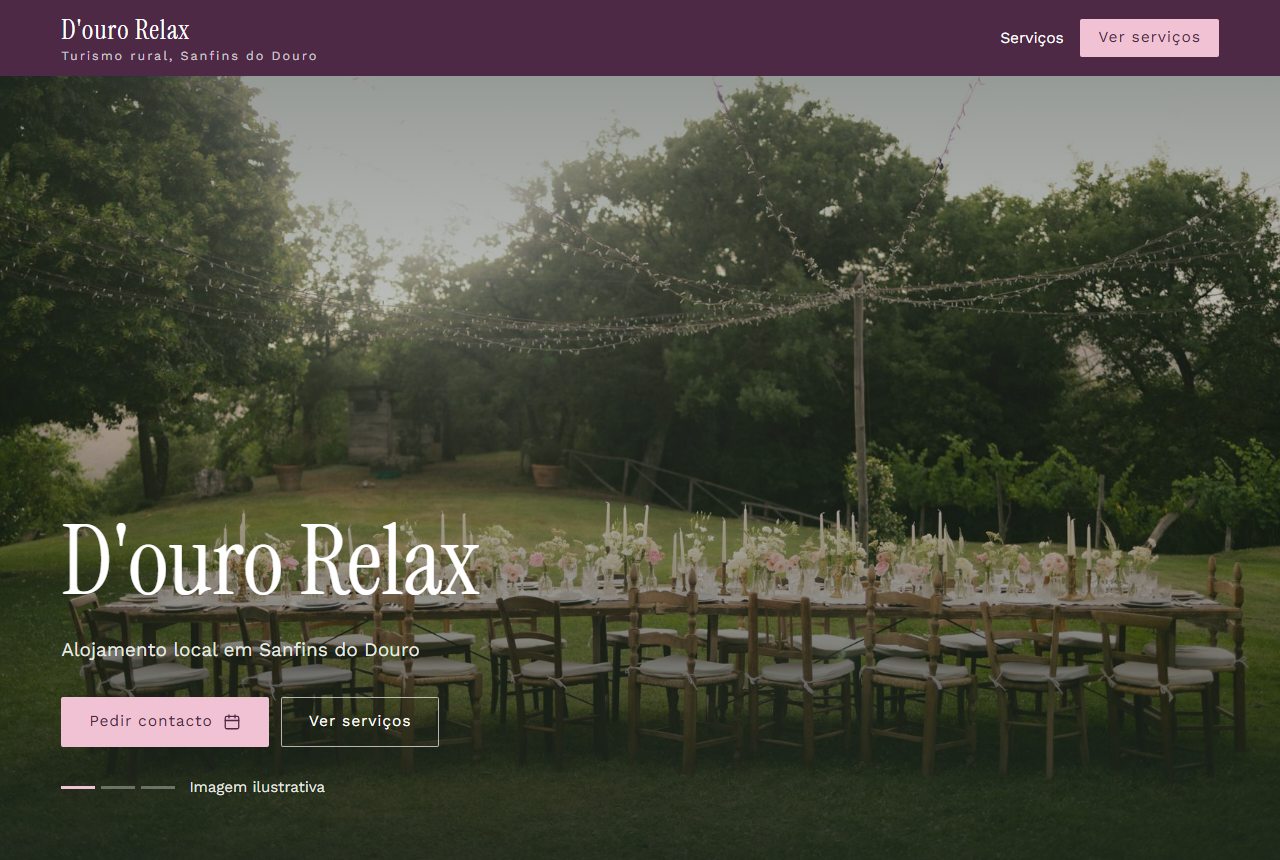 D'ouro Relax
Turismo rural, Sanfins do Douro
Serviços
Ver serviços
D'ouro Relax
Alojamento local em Sanfins do Douro
Pedir contacto
Ver serviços
Imagem ilustrativa